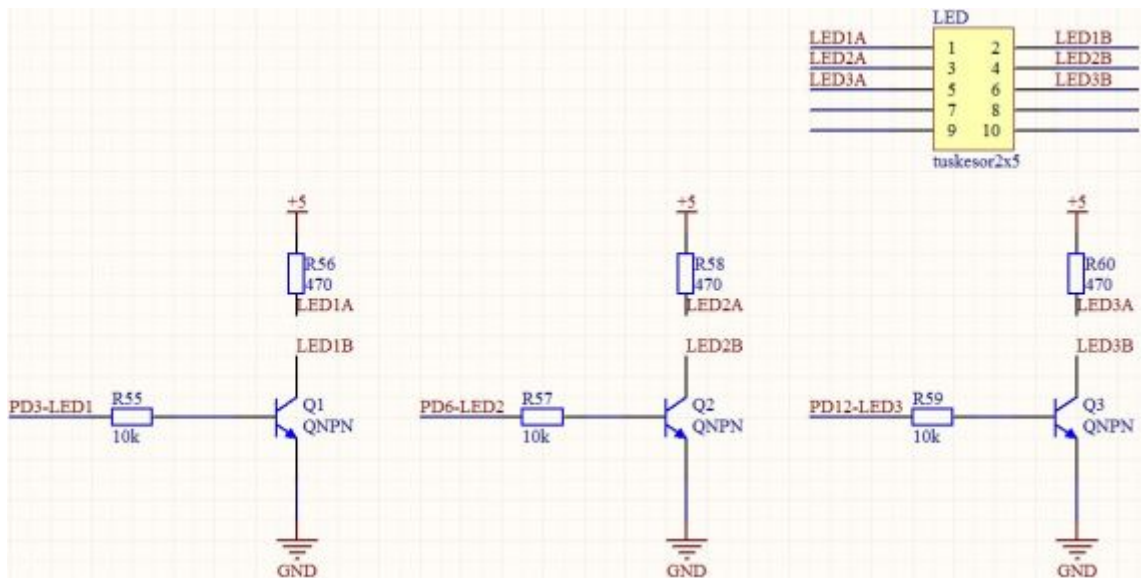 LED
LED1A 1 2 LED1B
LED2A 3 4 LED2B
LED3A 5 6 LED3B
7 8
9 10
tuskesor2x5
+5 +5 +5
R56 R58 R60
470 470 470
LED1A LED2A LED3A
LED1B LED2B LED3B
PD3-LED1 R55 Q1 PD6-LED2 R57 Q2 PD12-LED3 R59 Q3
10k QNPN 10k QNPN 10k QNPN
GND GND GND